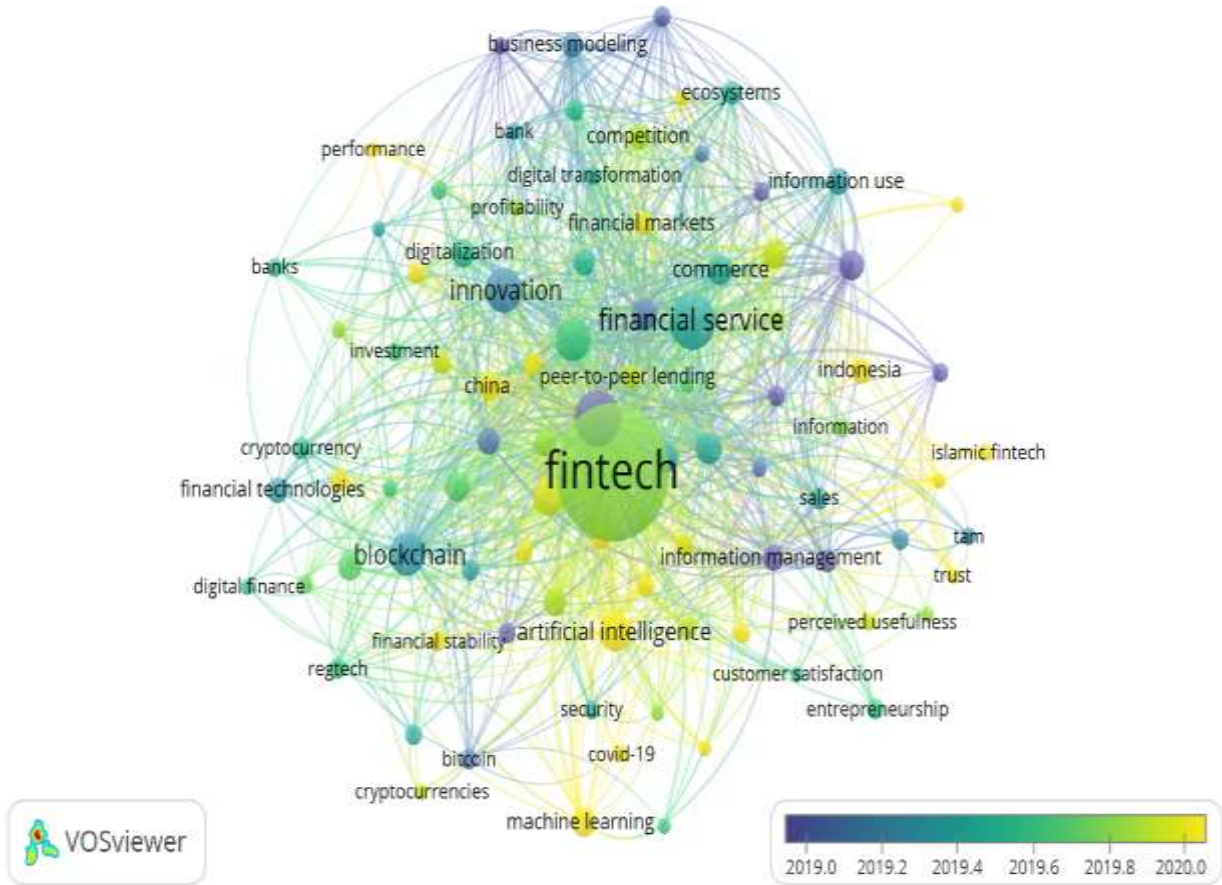 business modeling
ecosystems
bank
competition
performance
digital transformation
information use
profitability
financial markets
digitalization
banks
commerce
innovation
financial service
investment
peer-to-peer lending
indonesia
china
information
cryptocurrency
islamic fintech
fintech
financial technologies
sales
tam
blockchain
information management
trust
digital finance
perceived usefulness
artificial intelligence
financial stability
regtech
customer satisfaction
security
entrepreneurship
covid-19
bitcoin
cryptocurrencies
machine learning
VOSviewer
2019.0 2019.2 2019.4 2019.6 2019.8 2020.0